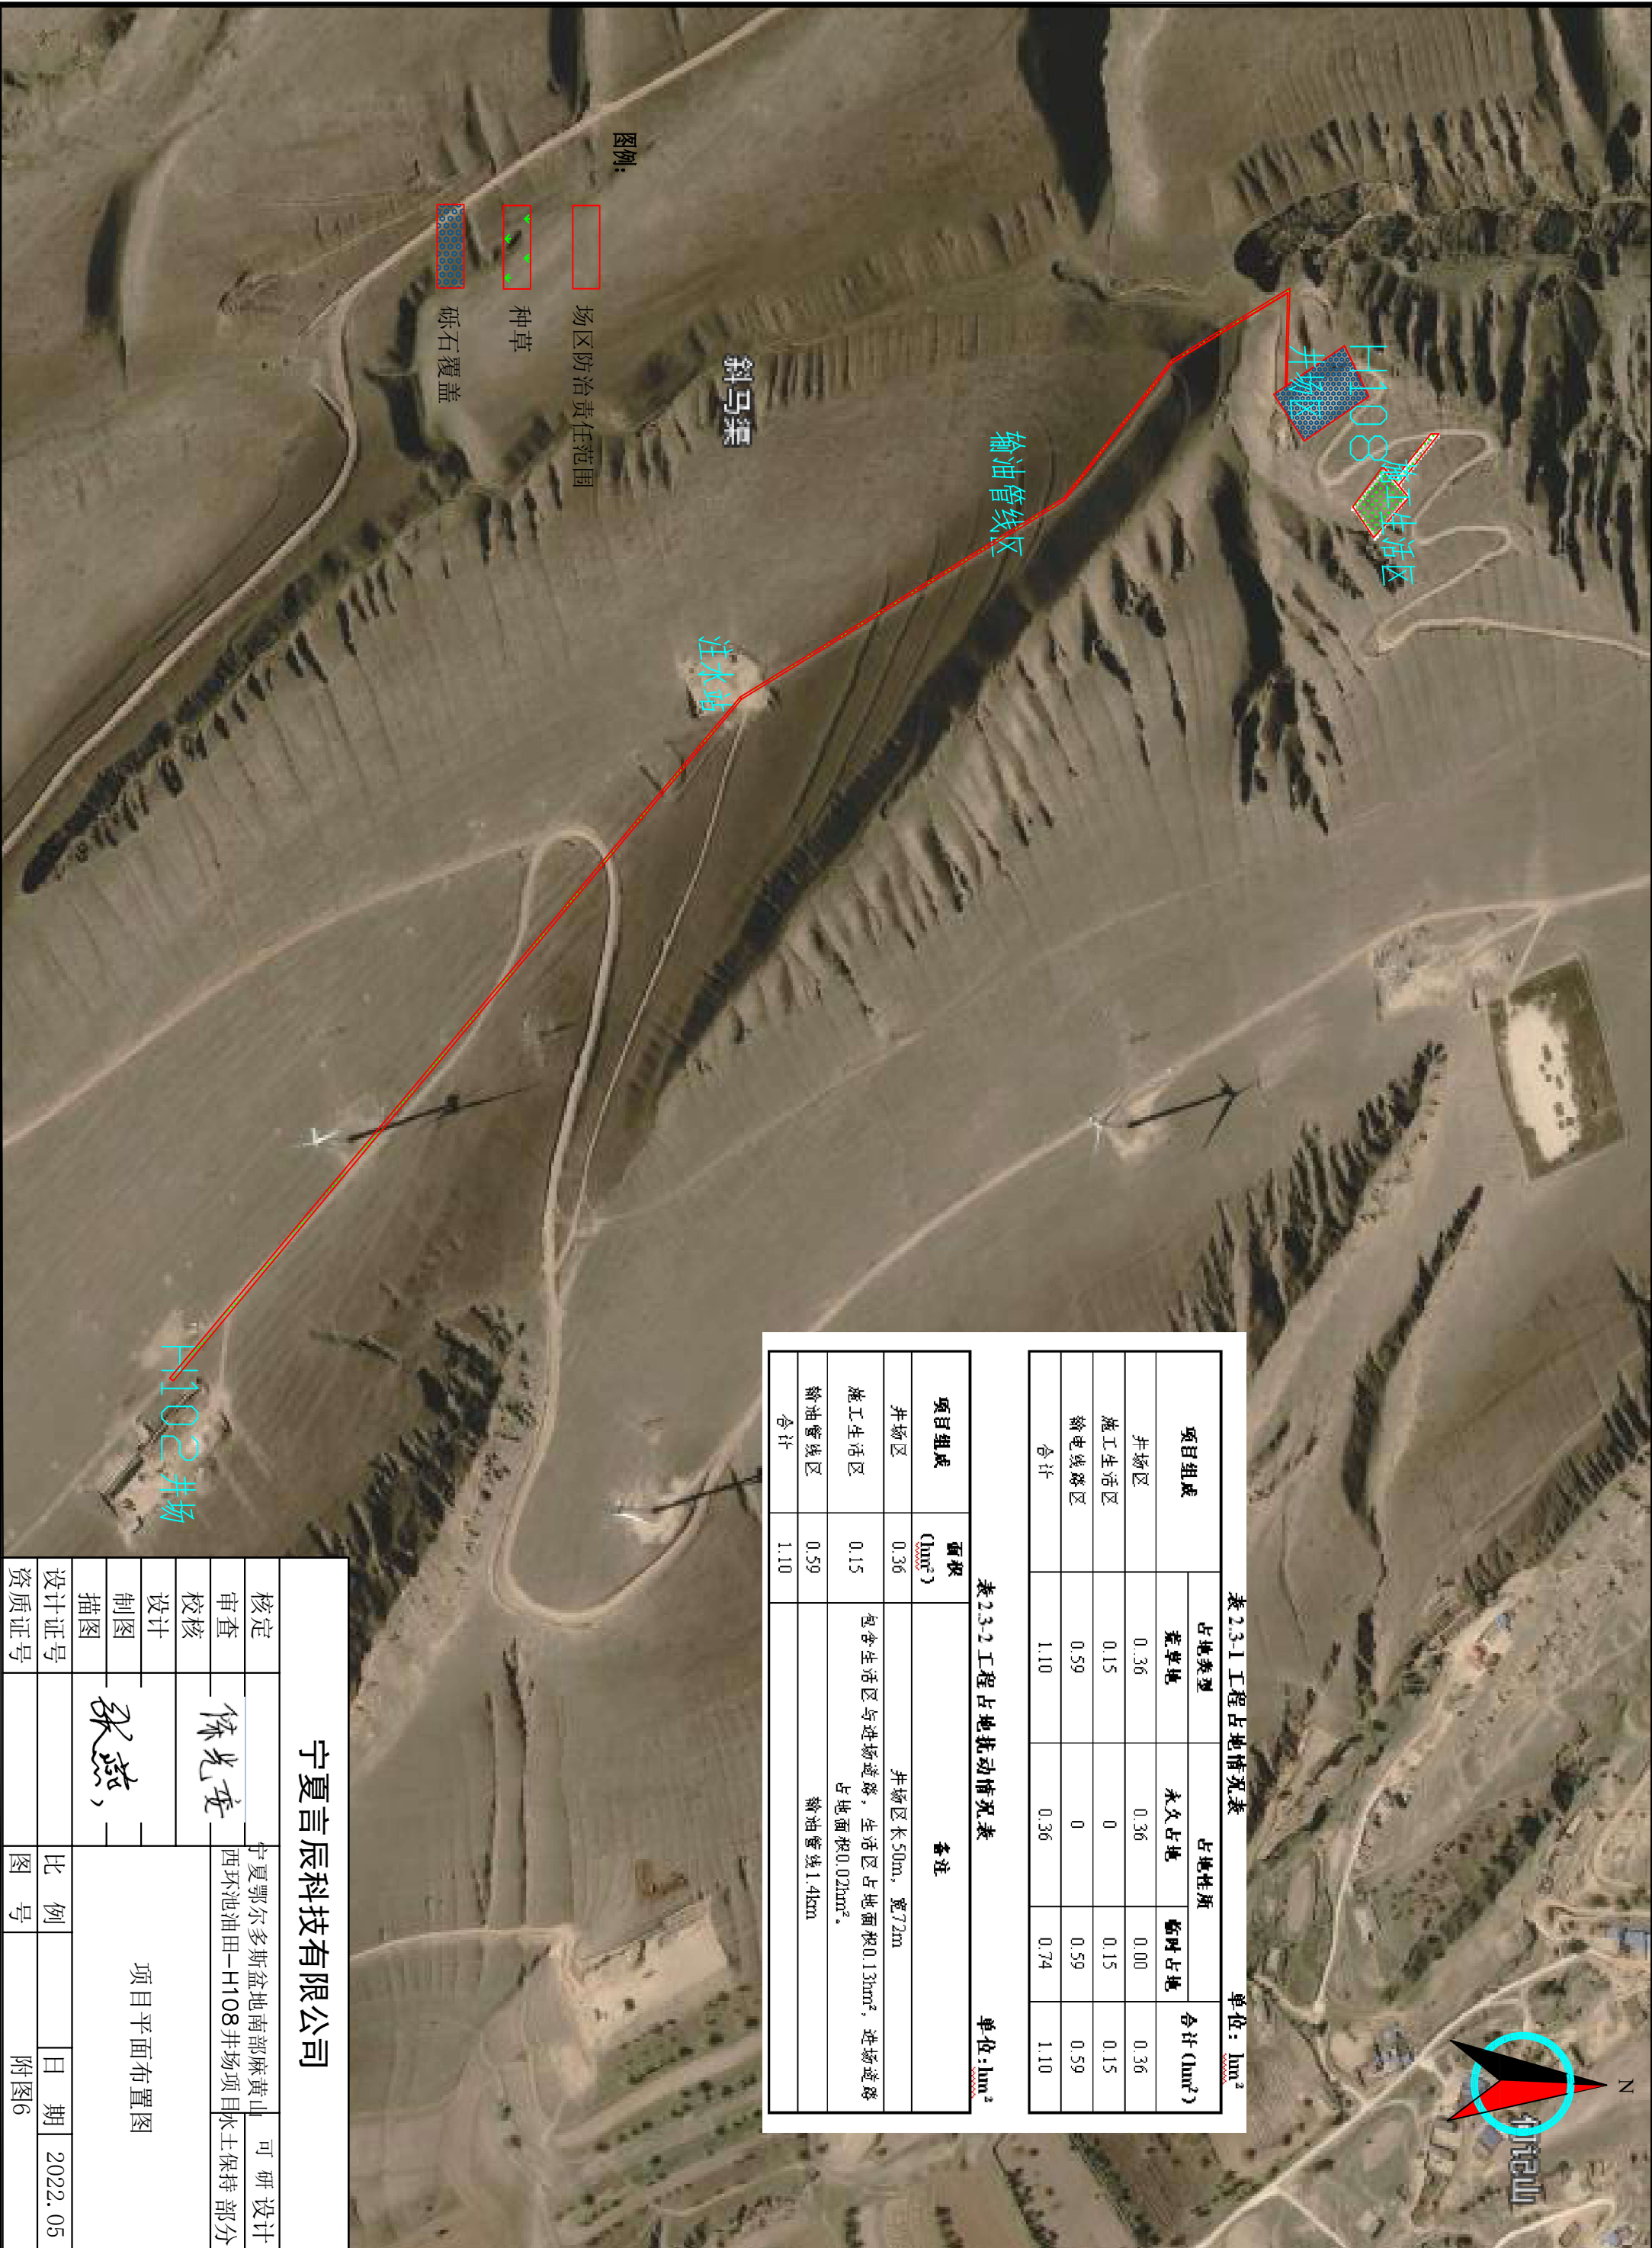 N
H108
井场区
施工生活区
输油管线区
斜马渠
注水站
H102井场
图例:
场区防治责任范围
种草
砾石覆盖
表 2.3-1 工程占地情况表 单位: hm²
项目组成 占地类型 占地性质 合计(hm²)
荒草地 永久占地 临时占地
井场区 0.36 0.36 0.00 0.36
施工生活区 0.15 0 0.15 0.15
输电线路区 0.59 0 0.59 0.59
合计 1.10 0.36 0.74 1.10
表 2.3-2 工程占地扰动情况表 单位:hm²
项目组成 面积 (hm²) 备注
井场区 0.36 井场区长50m, 宽72m
施工生活区 0.15 包含生活区与进场道路, 生活区占地面积0.13hm², 进场道路
占地面积0.02hm²。
输油管线区 0.59 输油管线1.4km
合计 1.10
宁夏言辰科技有限公司
核定 宁夏鄂尔多斯盆地南部麻黄山 可 研 设计
审查 西环池油田-H108井场项目 水土保持 部分
校核
设计 项目平面布置图
制图
描图
设计证号 比 例 日 期 2022.05
资质证号 图 号 附图6